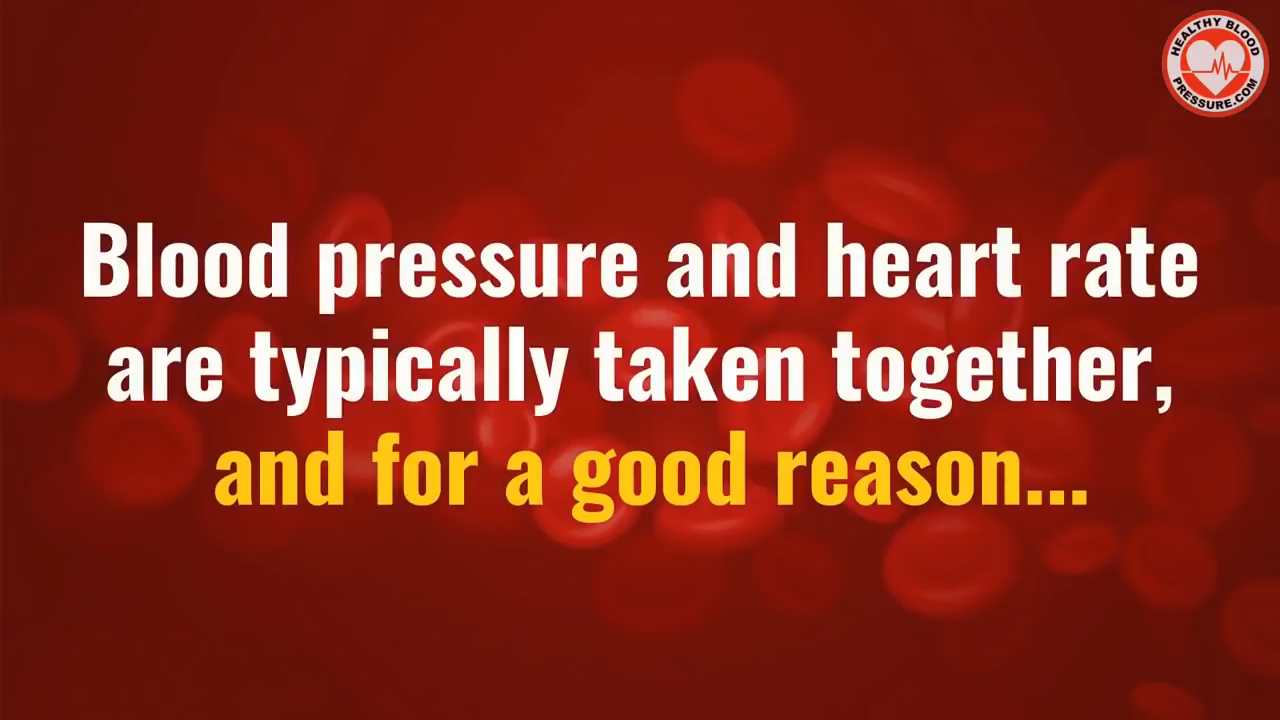 HEALTHY BLOOD
PRESSURE.COM
Blood pressure and heart rate
are typically taken together,
and for a good reason...